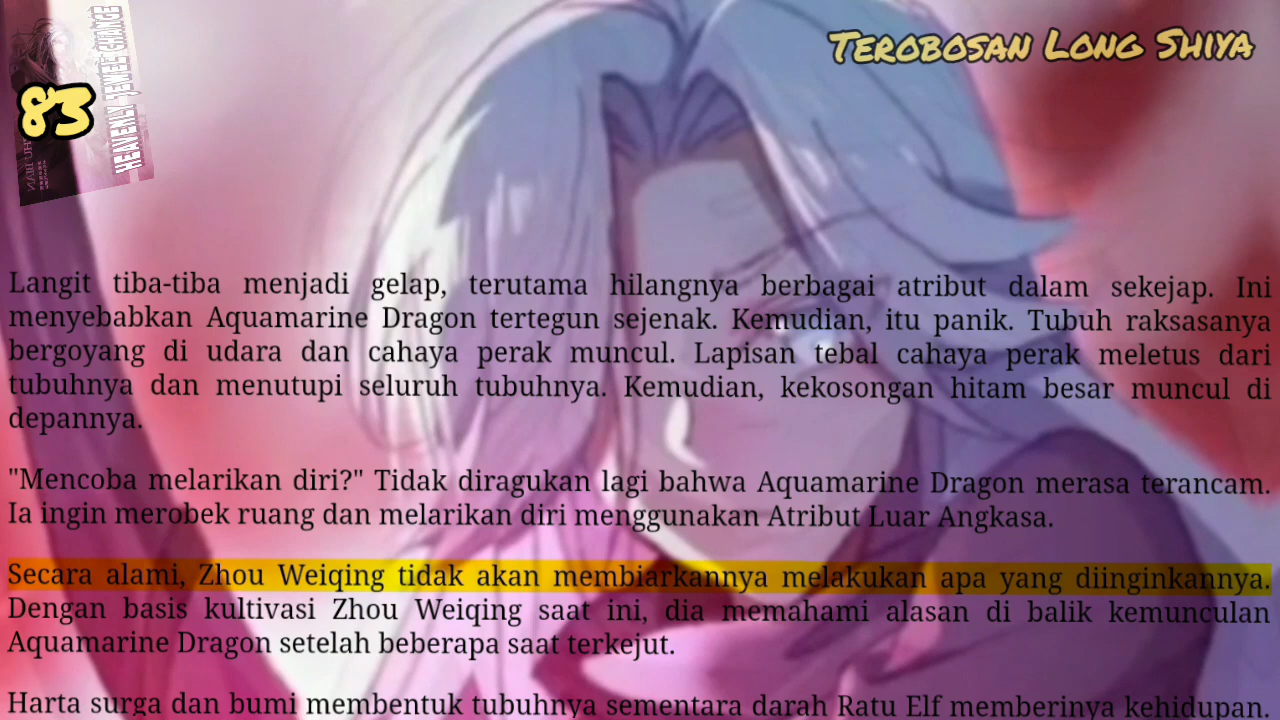 Terobosan Long Shiya
HEAVENLY JEWEL CHANGE
83
Langit tiba-tiba menjadi gelap, terutama hilangnya berbagai atribut dalam sekejap. Ini
menyebabkan Aquamarine Dragon tertegun sejenak. Kemudian, itu panik. Tubuh raksasanya
bergoyang di udara dan cahaya perak muncul. Lapisan tebal cahaya perak meletus dari
tubuhnya dan menutupi seluruh tubuhnya. Kemudian, kekosongan hitam besar muncul di
depannya.
"Mencoba melarikan diri?" Tidak diragukan lagi bahwa Aquamarine Dragon merasa terancam.
Ia ingin merobek ruang dan melarikan diri menggunakan Atribut Luar Angkasa.
Secara alami, Zhou Weiqing tidak akan membiarkannya melakukan apa yang diinginkannya.
Dengan basis kultivasi Zhou Weiqing saat ini, dia memahami alasan di balik kemunculan
Aquamarine Dragon setelah beberapa saat terkejut.
Harta surga dan bumi membentuk tubuhnya sementara darah Ratu Elf memberinya kehidupan.